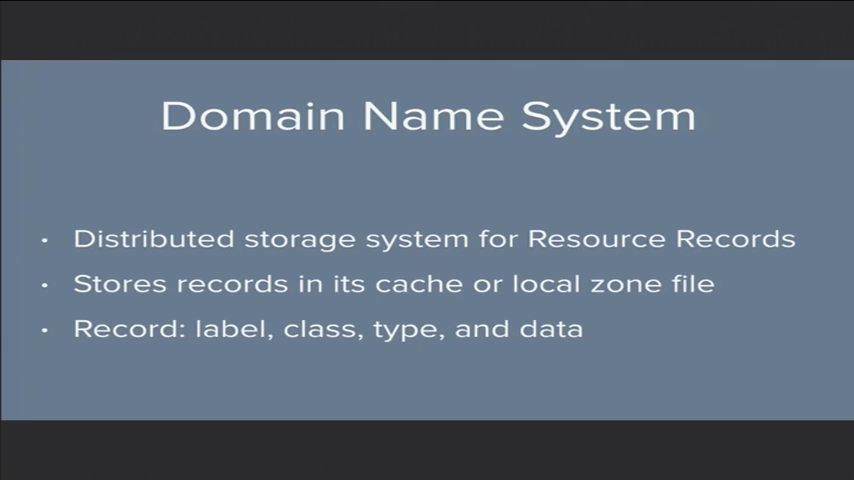 Domain Name System
• Distributed storage system for Resource Records
• Stores records in its cache or local zone file
• Record: label, class, type, and data